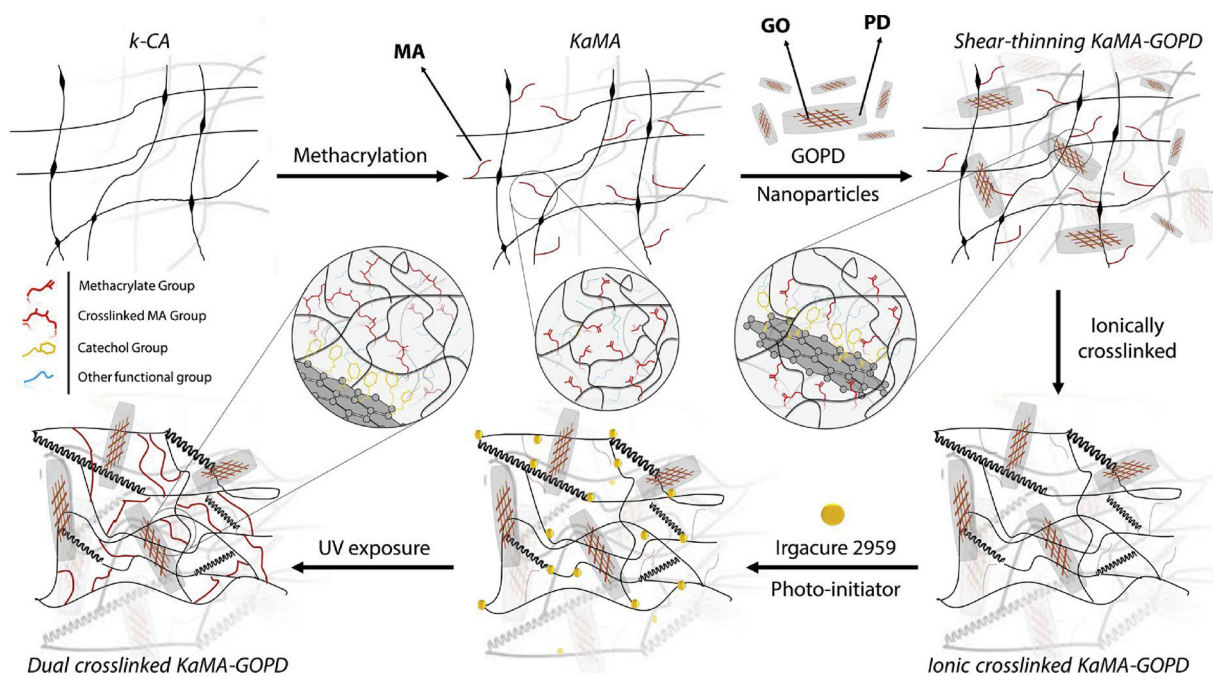 k-CA
MA
KaMA
GO
PD
Shear-thinning KaMA-GOPD
Methacrylation
GOPD
Nanoparticles
Methacrylate Group
Crosslinked MA Group
Catechol Group
Other functional group
Ionically
crosslinked
UV exposure
Irgacure 2959
Photo-initiator
Dual crosslinked KaMA-GOPD
Ionic crosslinked KaMA-GOPD